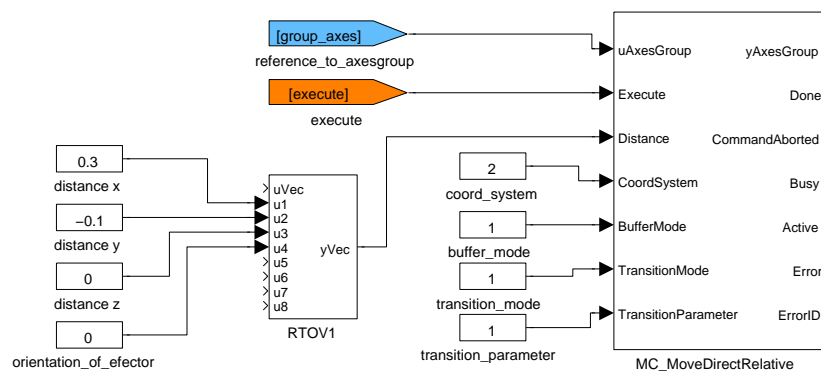 [group_axes]
reference_to_axesgroup
[execute]
execute
0.3
distance x
−0.1
distance y
0
distance z
0
orientation_of_efector
uVec
u1
u2
u3
u4
u5
u6
u7
u8
yVec
RTOV1
2
coord_system
1
buffer_mode
1
transition_mode
1
transition_parameter
uAxesGroup
yAxesGroup
Execute
Done
Distance
CommandAborted
CoordSystem
Busy
BufferMode
Active
TransitionMode
Error
TransitionParameter
ErrorID
MC_MoveDirectRelative